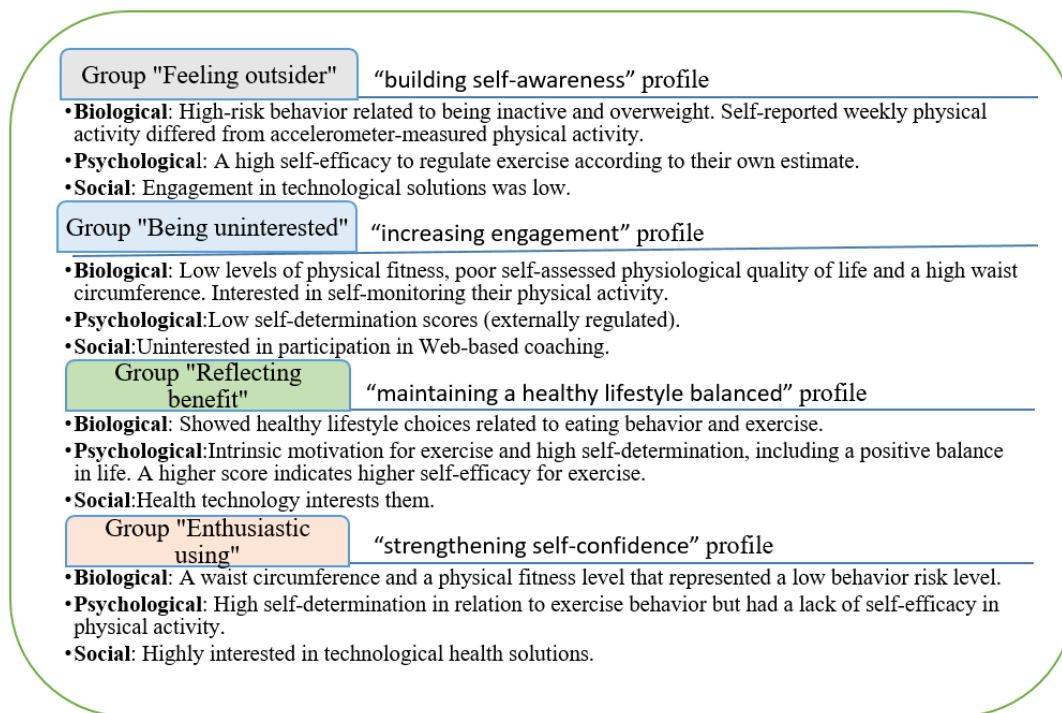 Group "Feeling outsider"
“building self-awareness” profile
•Biological: High-risk behavior related to being inactive and overweight. Self-reported weekly physical
activity differed from accelerometer-measured physical activity.
•Psychological: A high self-efficacy to regulate exercise according to their own estimate.
•Social: Engagement in technological solutions was low.
Group "Being uninterested"
“increasing engagement” profile
•Biological: Low levels of physical fitness, poor self-assessed physiological quality of life and a high waist
circumference. Interested in self-monitoring their physical activity.
•Psychological:Low self-determination scores (externally regulated).
•Social:Uninterested in participation in Web-based coaching.
Group "Reflecting
benefit"
“maintaining a healthy lifestyle balanced” profile
•Biological: Showed healthy lifestyle choices related to eating behavior and exercise.
•Psychological:Intrinsic motivation for exercise and high self-determination, including a positive balance
in life. A higher score indicates higher self-efficacy for exercise.
•Social:Health technology interests them.
Group "Enthusiastic
using"
“strengthening self-confidence” profile
•Biological: A waist circumference and a physical fitness level that represented a low behavior risk level.
•Psychological: High self-determination in relation to exercise behavior but had a lack of self-efficacy in
physical activity.
•Social: Highly interested in technological health solutions.